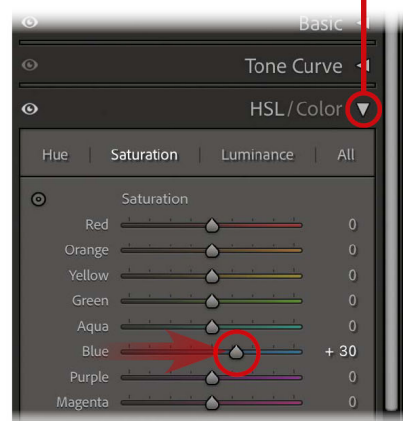 Basic
Tone Curve
HSL / Color
Hue | Saturation | Luminance | All
Saturation
Red 0
Orange 0
Yellow 0
Green 0
Aqua 0
Blue + 30
Purple 0
Magenta 0